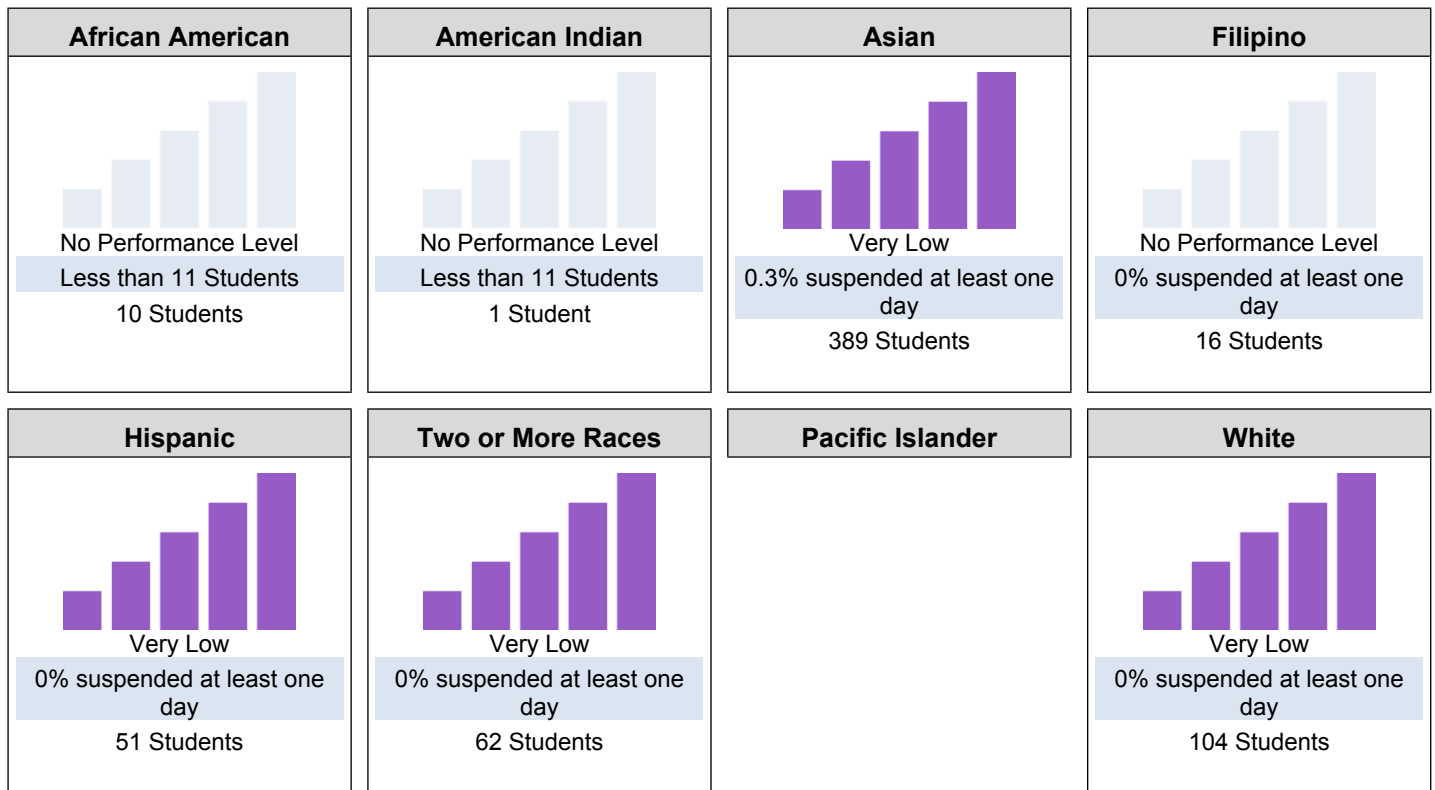 African American
No Performance Level
Less than 11 Students
10 Students
American Indian
No Performance Level
Less than 11 Students
1 Student
Asian
Very Low
0.3% suspended at least one
day
389 Students
Filipino
No Performance Level
0% suspended at least one
day
16 Students
Hispanic
Very Low
0% suspended at least one
day
51 Students
Two or More Races
Very Low
0% suspended at least one
day
62 Students
Pacific Islander
White
Very Low
0% suspended at least one
day
104 Students